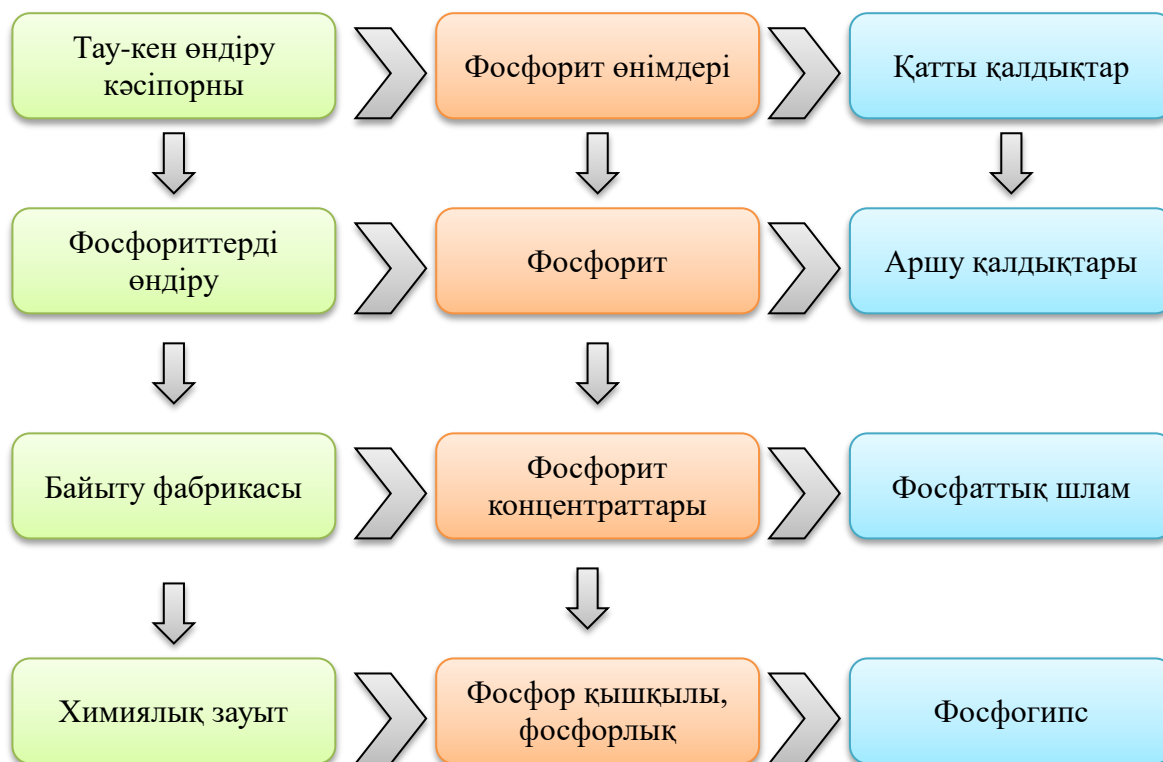 Тау-кен өндіру
кәсіпорны
Фосфорит өнімдері
Қатты қалдықтар
Фосфориттерді
өндіру
Фосфорит
Аршу қалдықтары
Байыту фабрикасы
Фосфорит
концентраттары
Фосфаттық шлам
Химиялық зауыт
Фосфор қышқылы,
фосфорлық
Фосфогипс